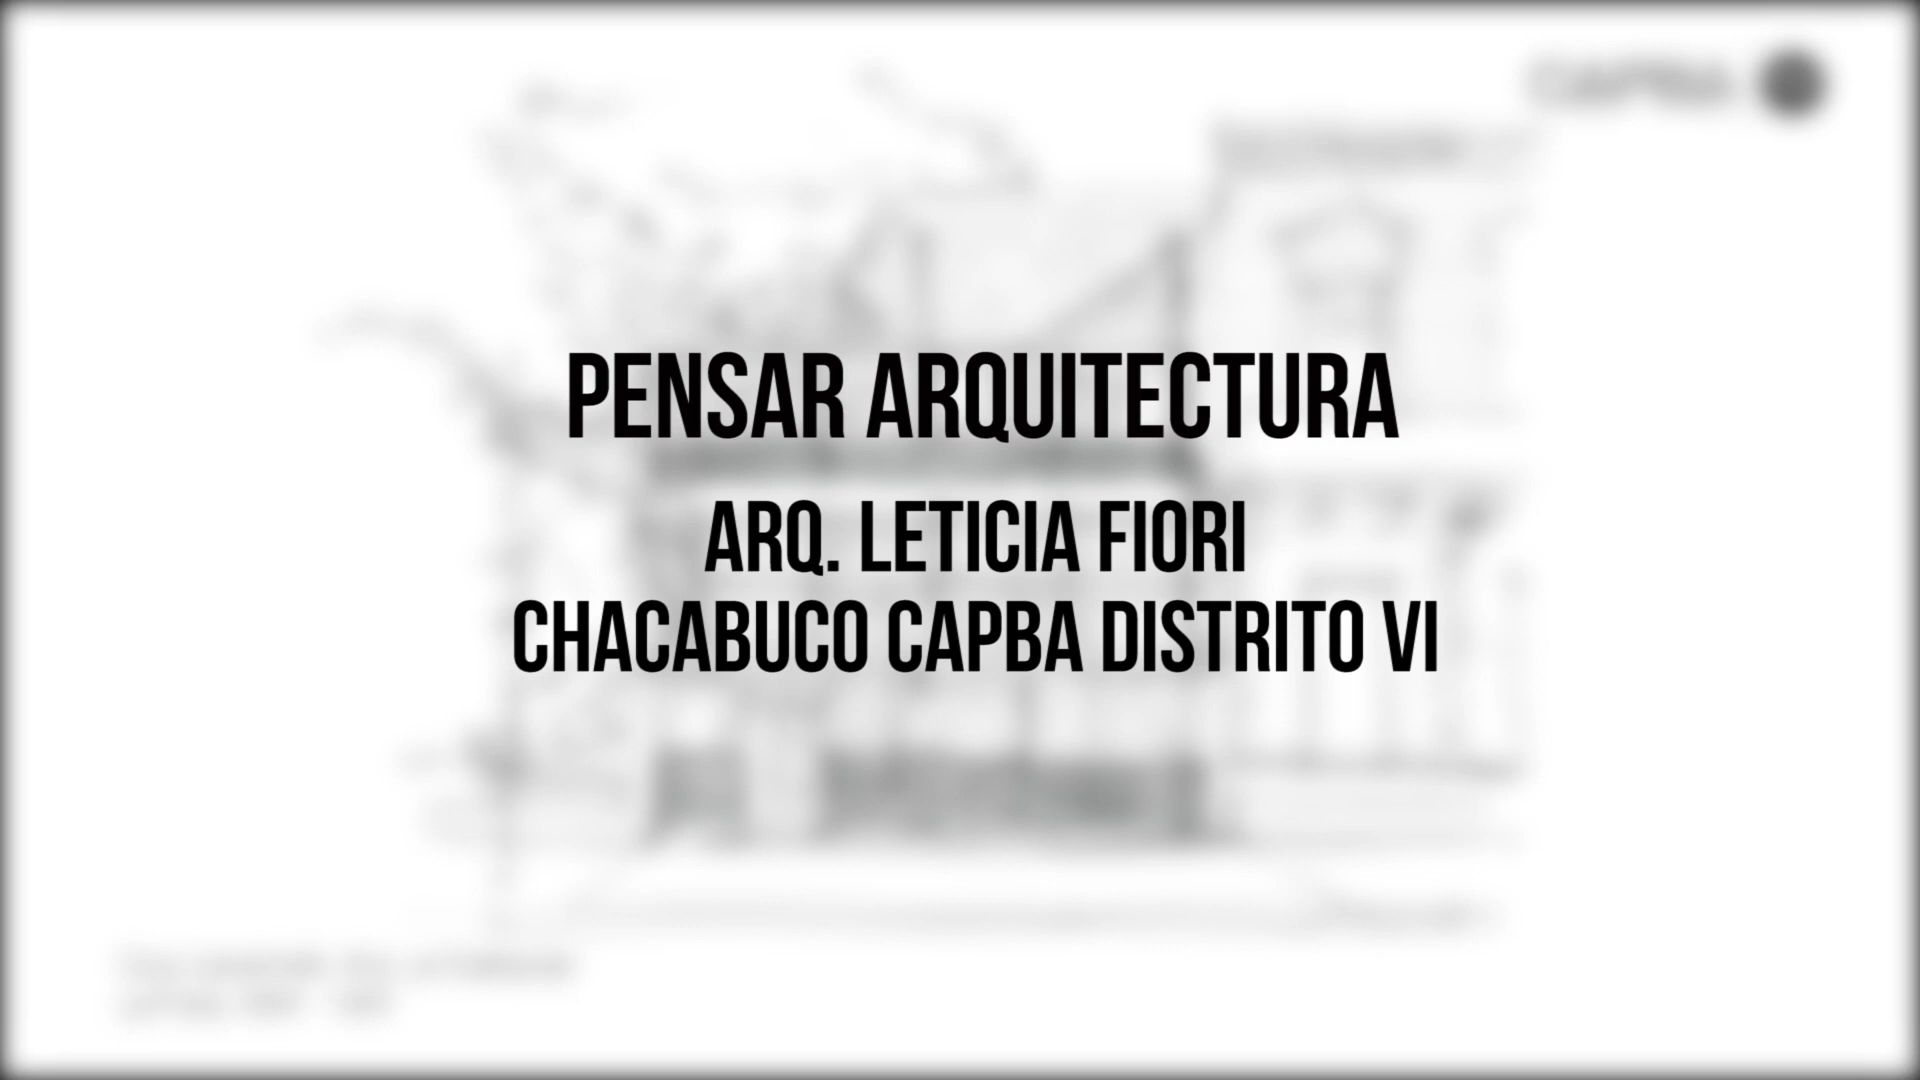 PENSAR ARQUITECTURA
ARQ. LETICIA FIORI
CHACABUCO CAPBA DISTRITO VI